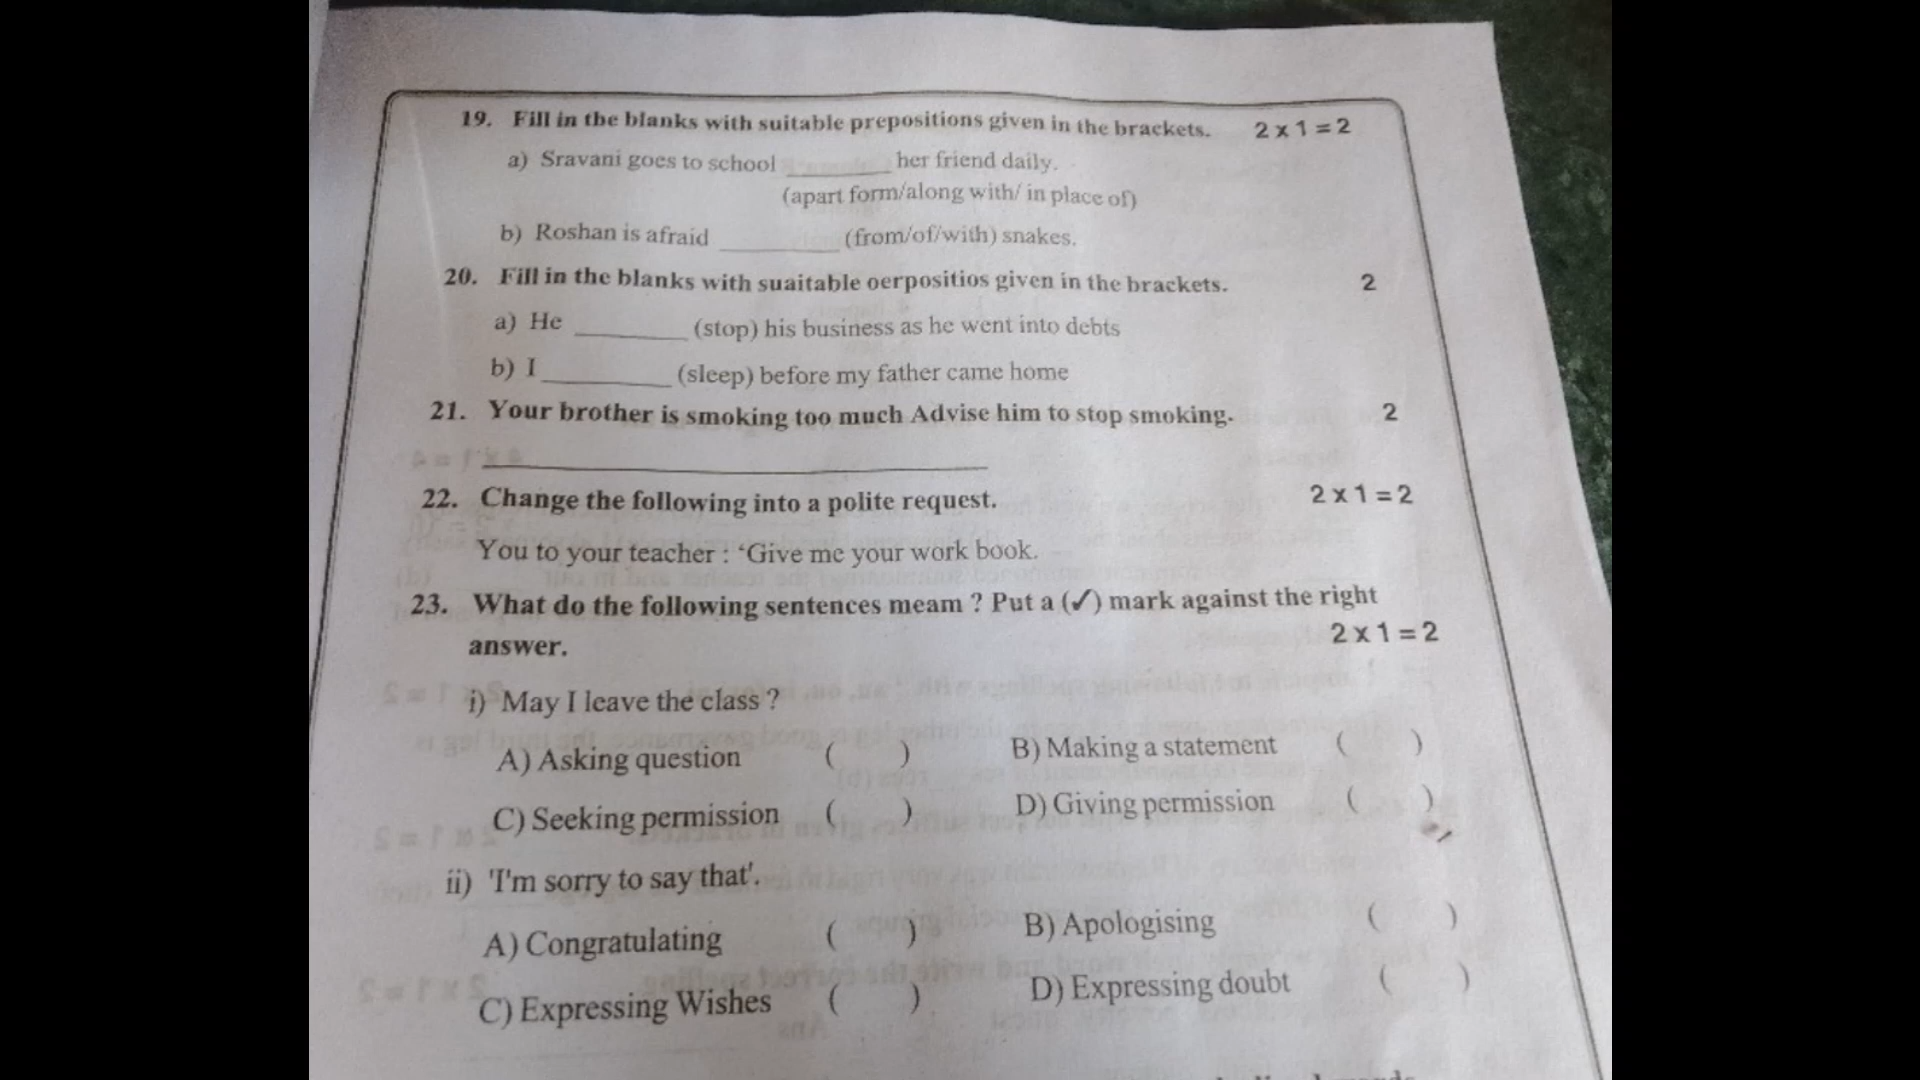 19. Fill in the blanks with suitable prepositions given in the brackets. 2 x 1 = 2
a) Sravani goes to school ________ her friend daily.
(apart form/along with/ in place of)
b) Roshan is afraid ________ (from/of/with) snakes.
20. Fill in the blanks with suaitable oerpositios given in the brackets. 2
a) He ________ (stop) his business as he went into debts
b) I ________ (sleep) before my father came home
21. Your brother is smoking too much Advise him to stop smoking. 2
22. Change the following into a polite request. 2 x 1 = 2
You to your teacher : ‘Give me your work book.
23. What do the following sentences meam ? Put a (✓) mark against the right
answer. 2 x 1 = 2
i) May I leave the class ?
A) Asking question ( ) B) Making a statement ( )
C) Seeking permission ( ) D) Giving permission ( )
ii) 'I'm sorry to say that'.
A) Congratulating ( ) B) Apologising ( )
C) Expressing Wishes ( ) D) Expressing doubt ( )